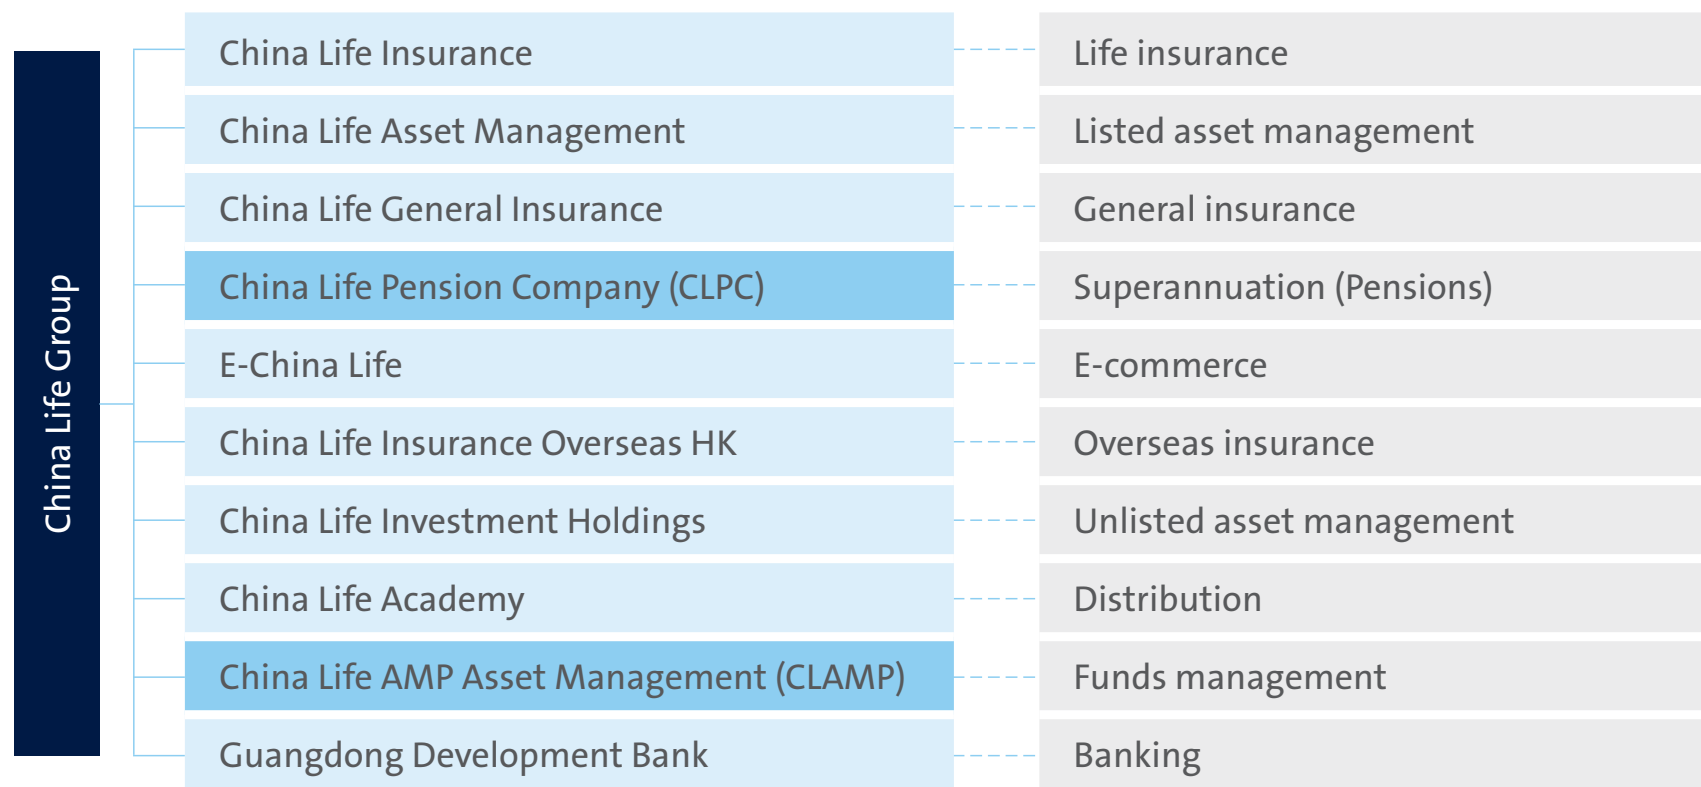 China Life Group
China Life Insurance
Life insurance
China Life Asset Management
Listed asset management
China Life General Insurance
General insurance
China Life Pension Company (CLPC)
Superannuation (Pensions)
E-China Life
E-commerce
China Life Insurance Overseas HK
Overseas insurance
China Life Investment Holdings
Unlisted asset management
China Life Academy
Distribution
China Life AMP Asset Management (CLAMP)
Funds management
Guangdong Development Bank
Banking